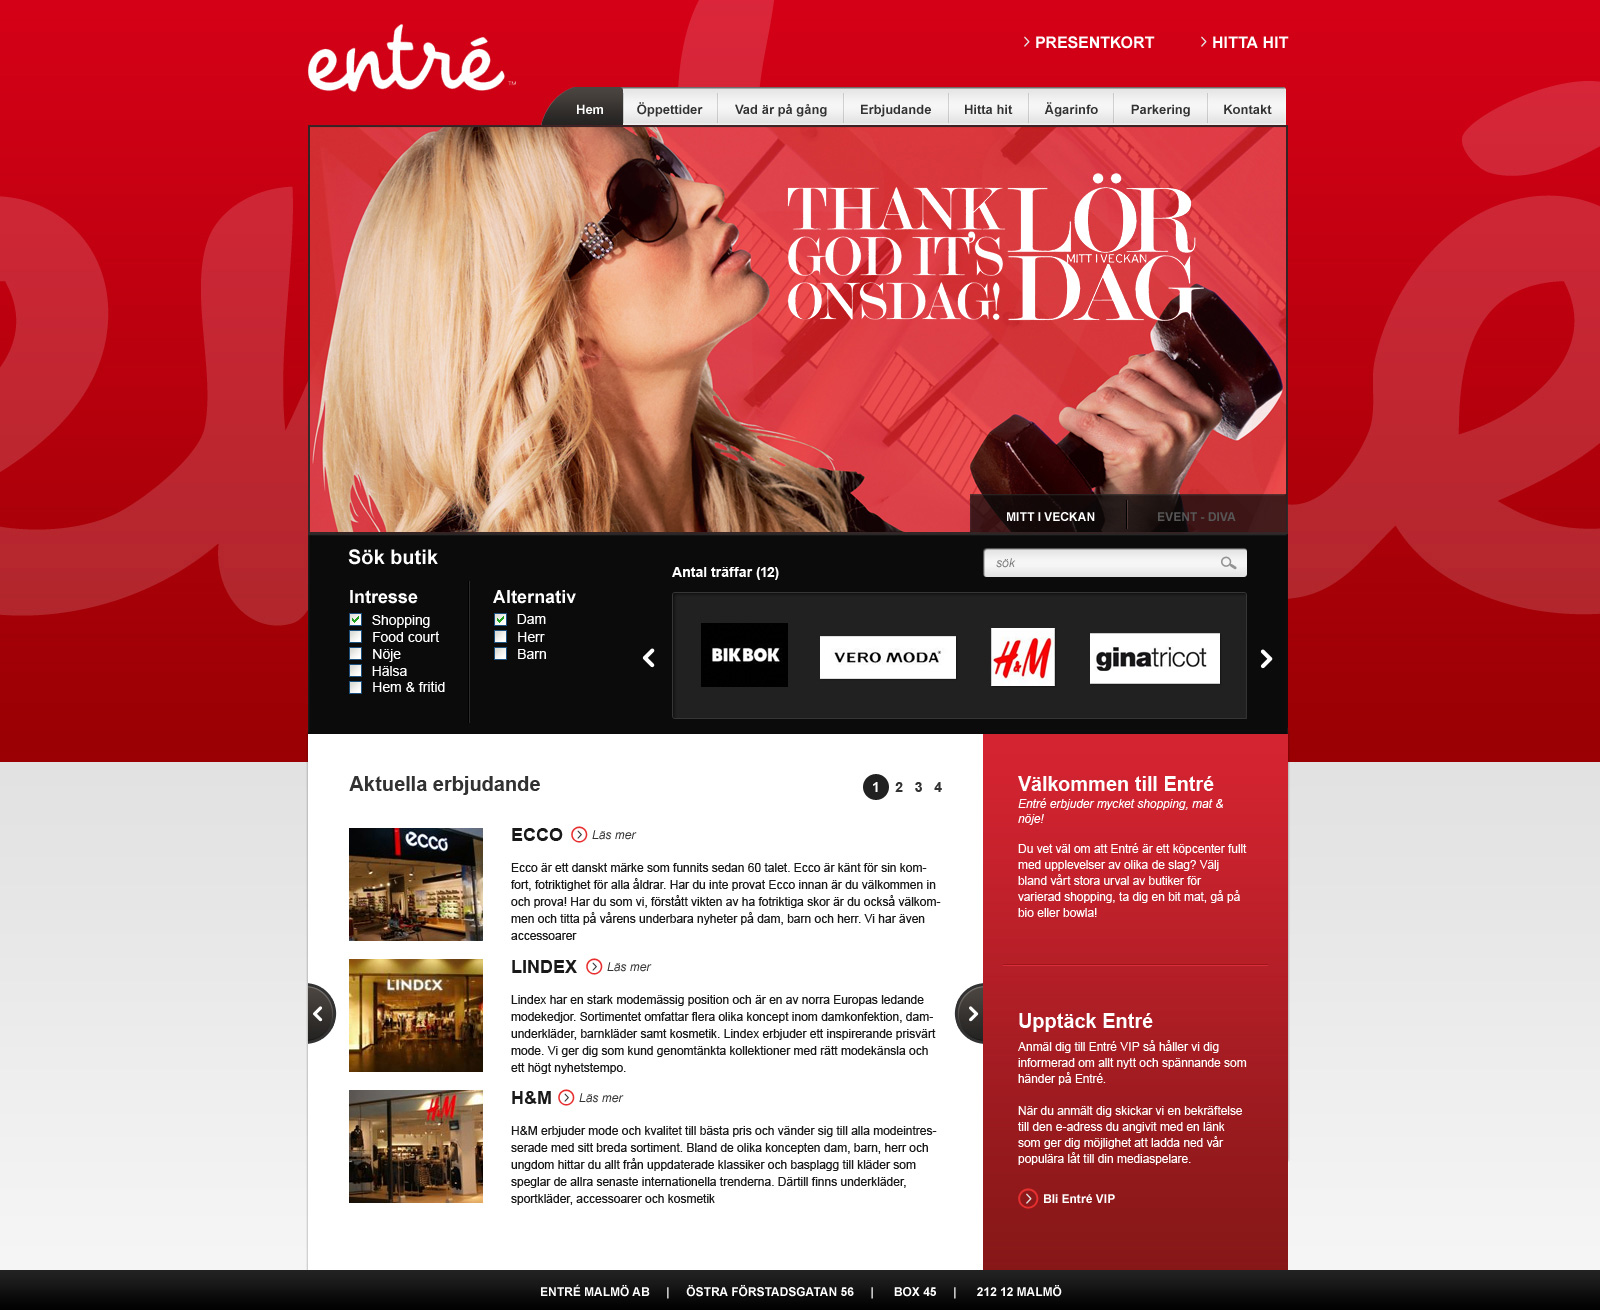 entré™
PRESENTKORT
HITTA HIT
Hem
Öppettider
Vad är på gång
Erbjudande
Hitta hit
Ägarinfo
Parkering
Kontakt
THANK
GOD IT'S
ONSDAG!
LÖR
MITT I VECKAN
DAG
MITT I VECKAN
EVENT - DIVA
Sök butik
Intresse
Shopping
Food court
Nöje
Hälsa
Hem & fritid
Alternativ
Dam
Herr
Barn
Antal träffar (12)
sök
BIK BOK
VERO MODA®
H&M
ginatricot
Aktuella erbjudande
1 2 3 4
ecco
ECCO Läs mer
Ecco är ett danskt märke som funnits sedan 60 talet. Ecco är känt för sin kom-
fort, fotriktighet för alla åldrar. Har du inte provat Ecco innan är du välkommen in
och prova! Har du som vi, förstått vikten av ha fotriktiga skor är du också välkom-
men och titta på vårens underbara nyheter på dam, barn och herr. Vi har även
accessoarer
LINDEX
LINDEX Läs mer
Lindex har en stark modemässig position och är en av norra Europas ledande
modekedjor. Sortimentet omfattar flera olika koncept inom damkonfektion, dam-
underkläder, barnkläder samt kosmetik. Lindex erbjuder ett inspirerande prisvärt
mode. Vi ger dig som kund genomtänkta kollektioner med rätt modekänsla och
ett högt nyhetstempo.
H&M
H&M Läs mer
H&M erbjuder mode och kvalitet till bästa pris och vänder sig till alla modeintres-
serade med sitt breda sortiment. Bland de olika koncepten dam, barn, herr och
ungdom hittar du allt från uppdaterade klassiker och basplagg till kläder som
speglar de allra senaste internationella trenderna. Därtill finns underkläder,
sportkläder, accessoarer och kosmetik
Välkommen till Entré
Entré erbjuder mycket shopping, mat &
nöje!
Du vet väl om att Entré är ett köpcenter fullt
med upplevelser av olika de slag? Välj
bland vårt stora urval av butiker för
varierad shopping, ta dig en bit mat, gå på
bio eller bowla!
Upptäck Entré
Anmäl dig till Entré VIP så håller vi dig
informerad om allt nytt och spännande som
händer på Entré.
När du anmält dig skickar vi en bekräftelse
till den e-adress du angivit med en länk
som ger dig möjlighet att ladda ned vår
populära låt till din mediaspelare.
Bli Entré VIP
ENTRÉ MALMÖ AB | ÖSTRA FÖRSTADSGATAN 56 | BOX 45 | 212 12 MALMÖ